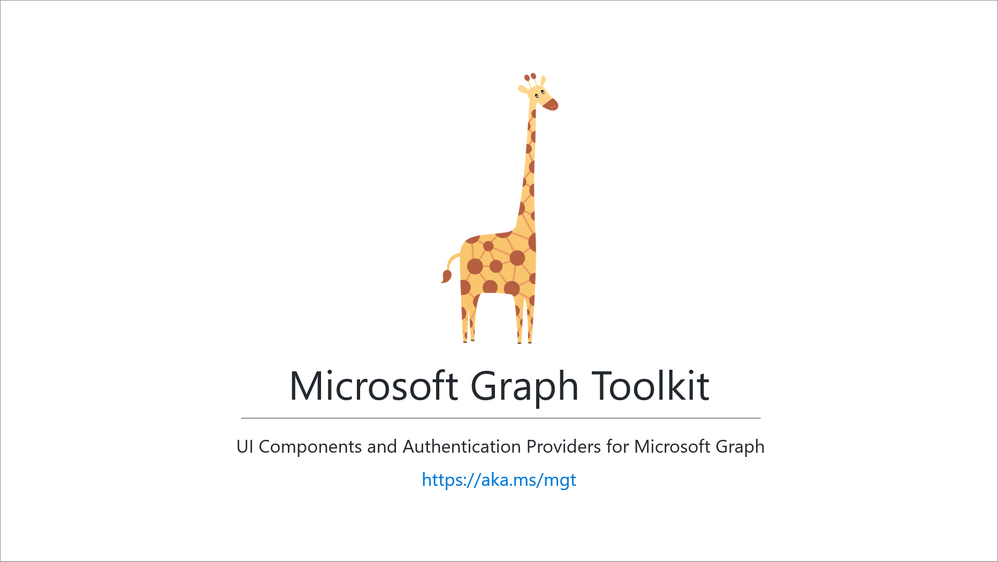 Microsoft Graph Toolkit
UI Components and Authentication Providers for Microsoft Graph
https://aka.ms/mgt